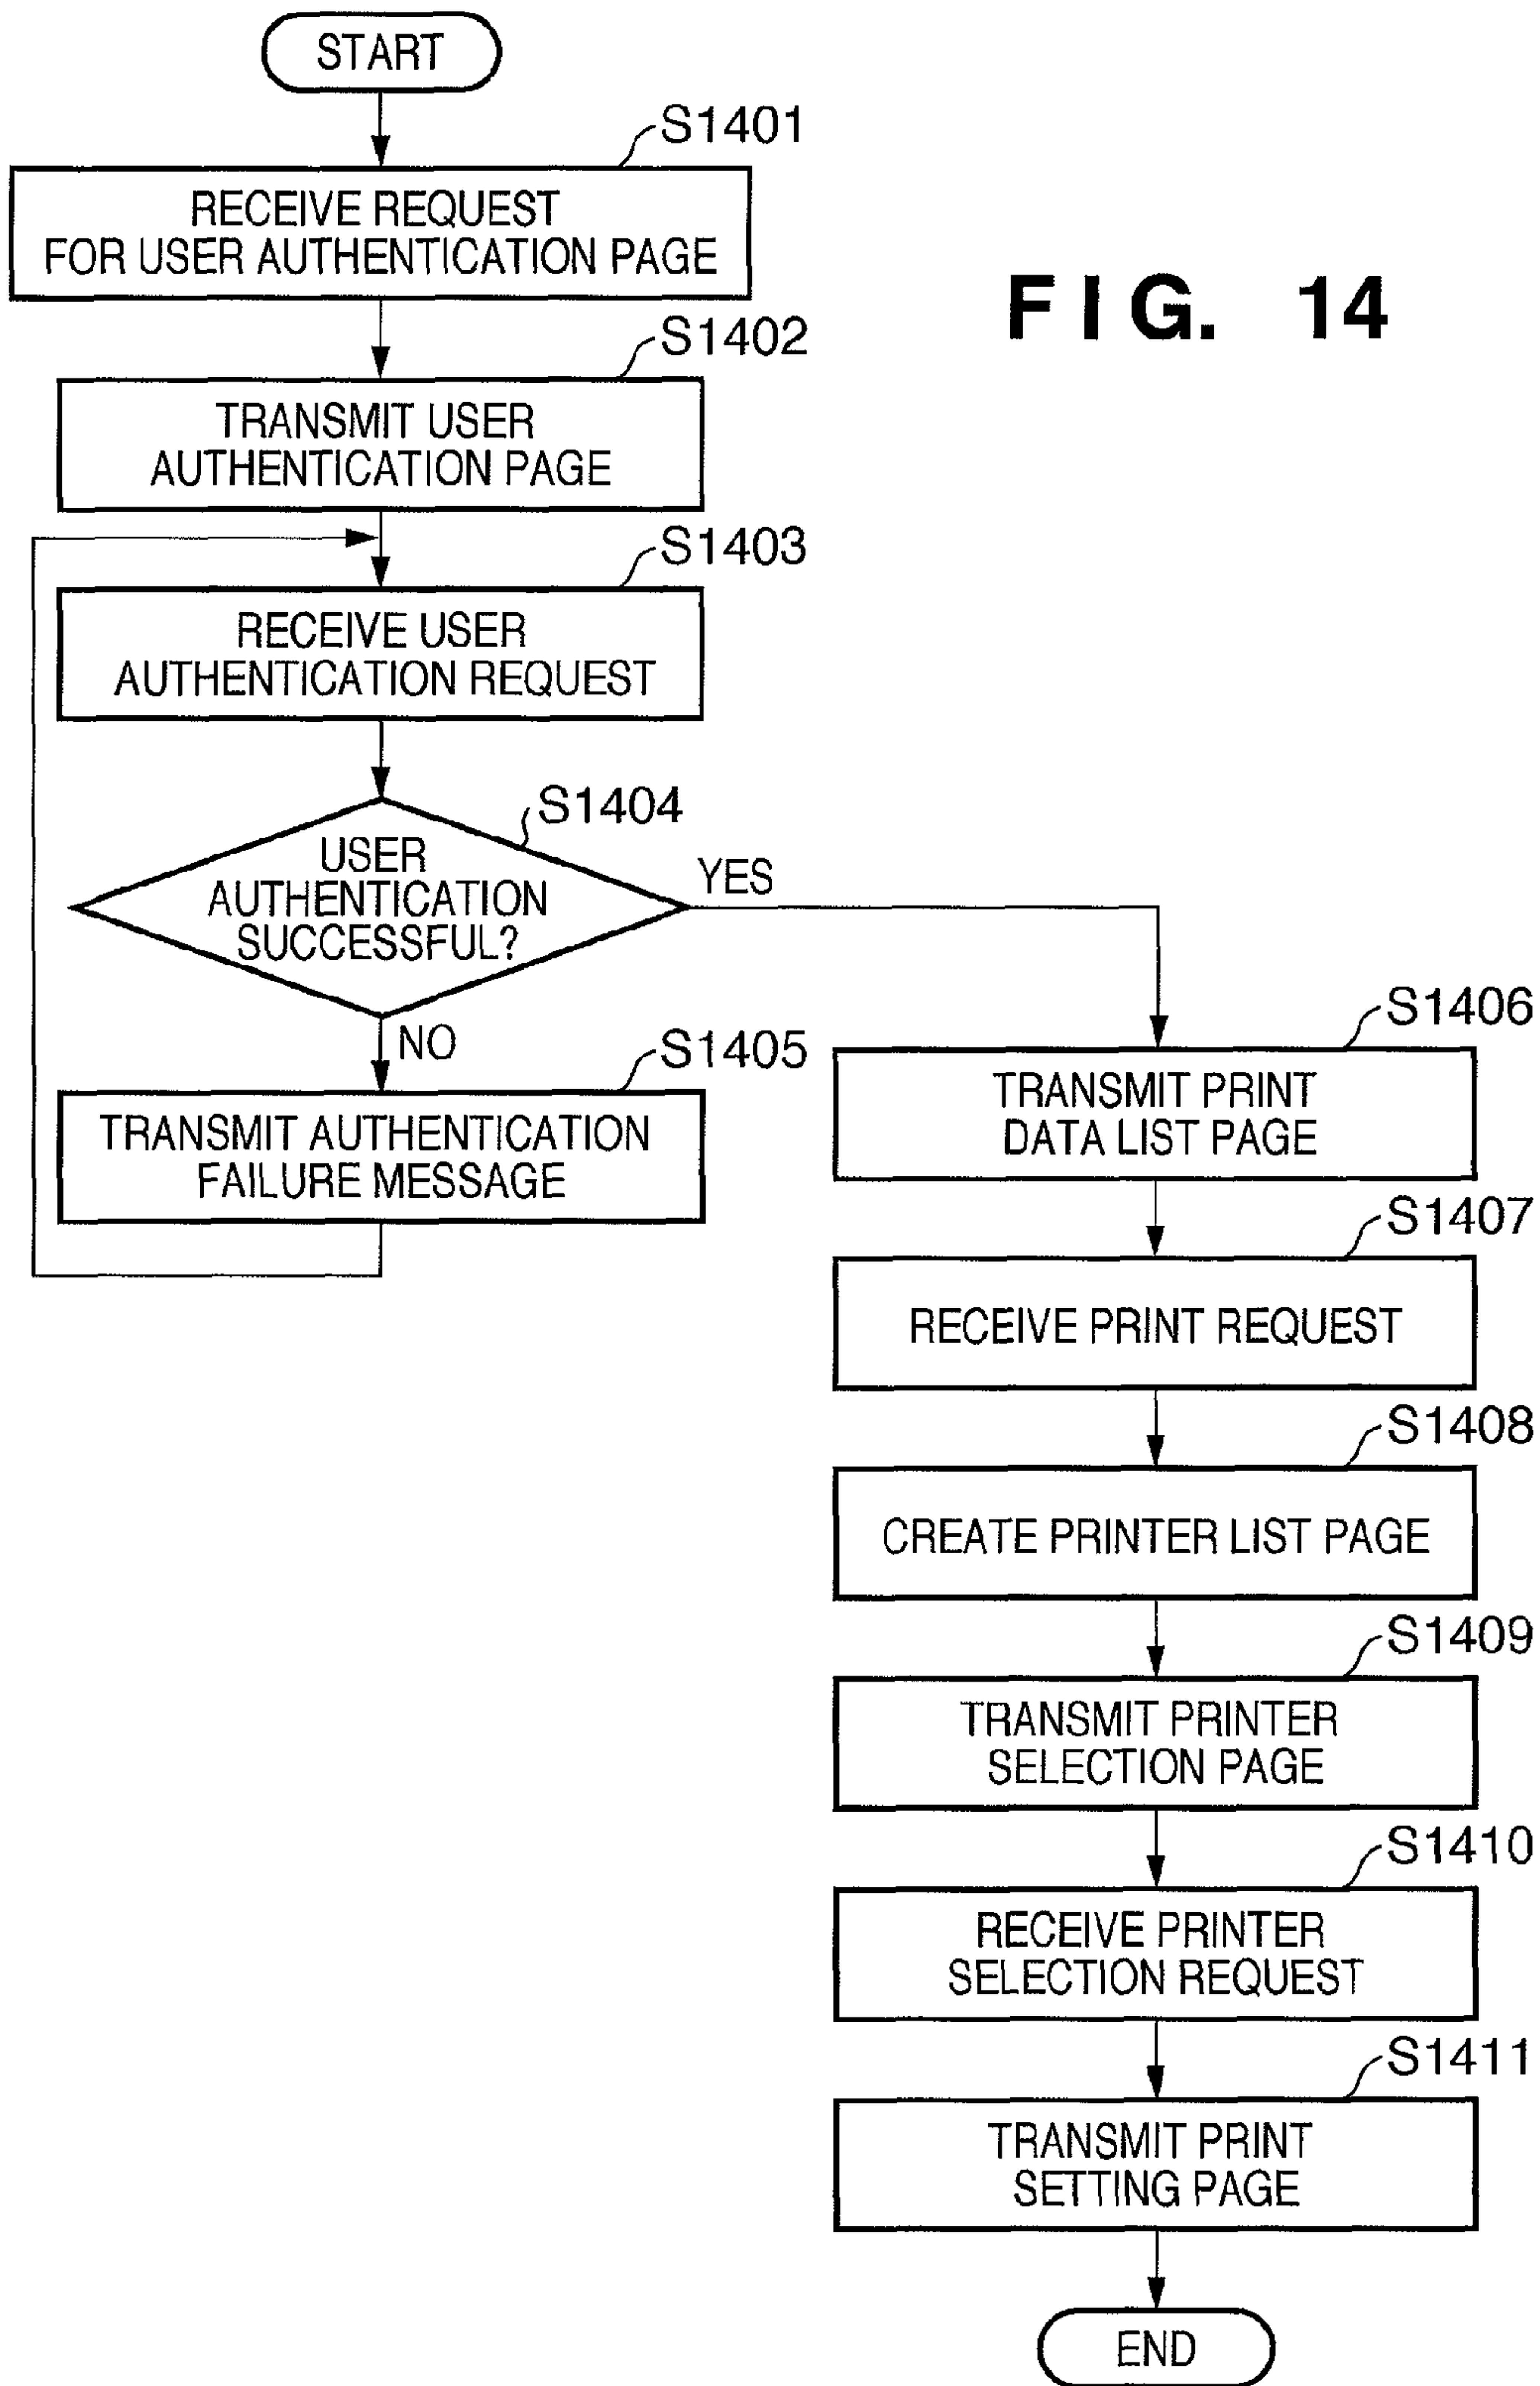 START
S1401
RECEIVE REQUEST
FOR USER AUTHENTICATION PAGE
FIG. 14
S1402
TRANSMIT USER
AUTHENTICATION PAGE
S1403
RECEIVE USER
AUTHENTICATION REQUEST
S1404
USER
AUTHENTICATION
SUCCESSFUL?
YES
NO
S1405
TRANSMIT AUTHENTICATION
FAILURE MESSAGE
S1406
TRANSMIT PRINT
DATA LIST PAGE
S1407
RECEIVE PRINT REQUEST
S1408
CREATE PRINTER LIST PAGE
S1409
TRANSMIT PRINTER
SELECTION PAGE
S1410
RECEIVE PRINTER
SELECTION REQUEST
S1411
TRANSMIT PRINT
SETTING PAGE
END